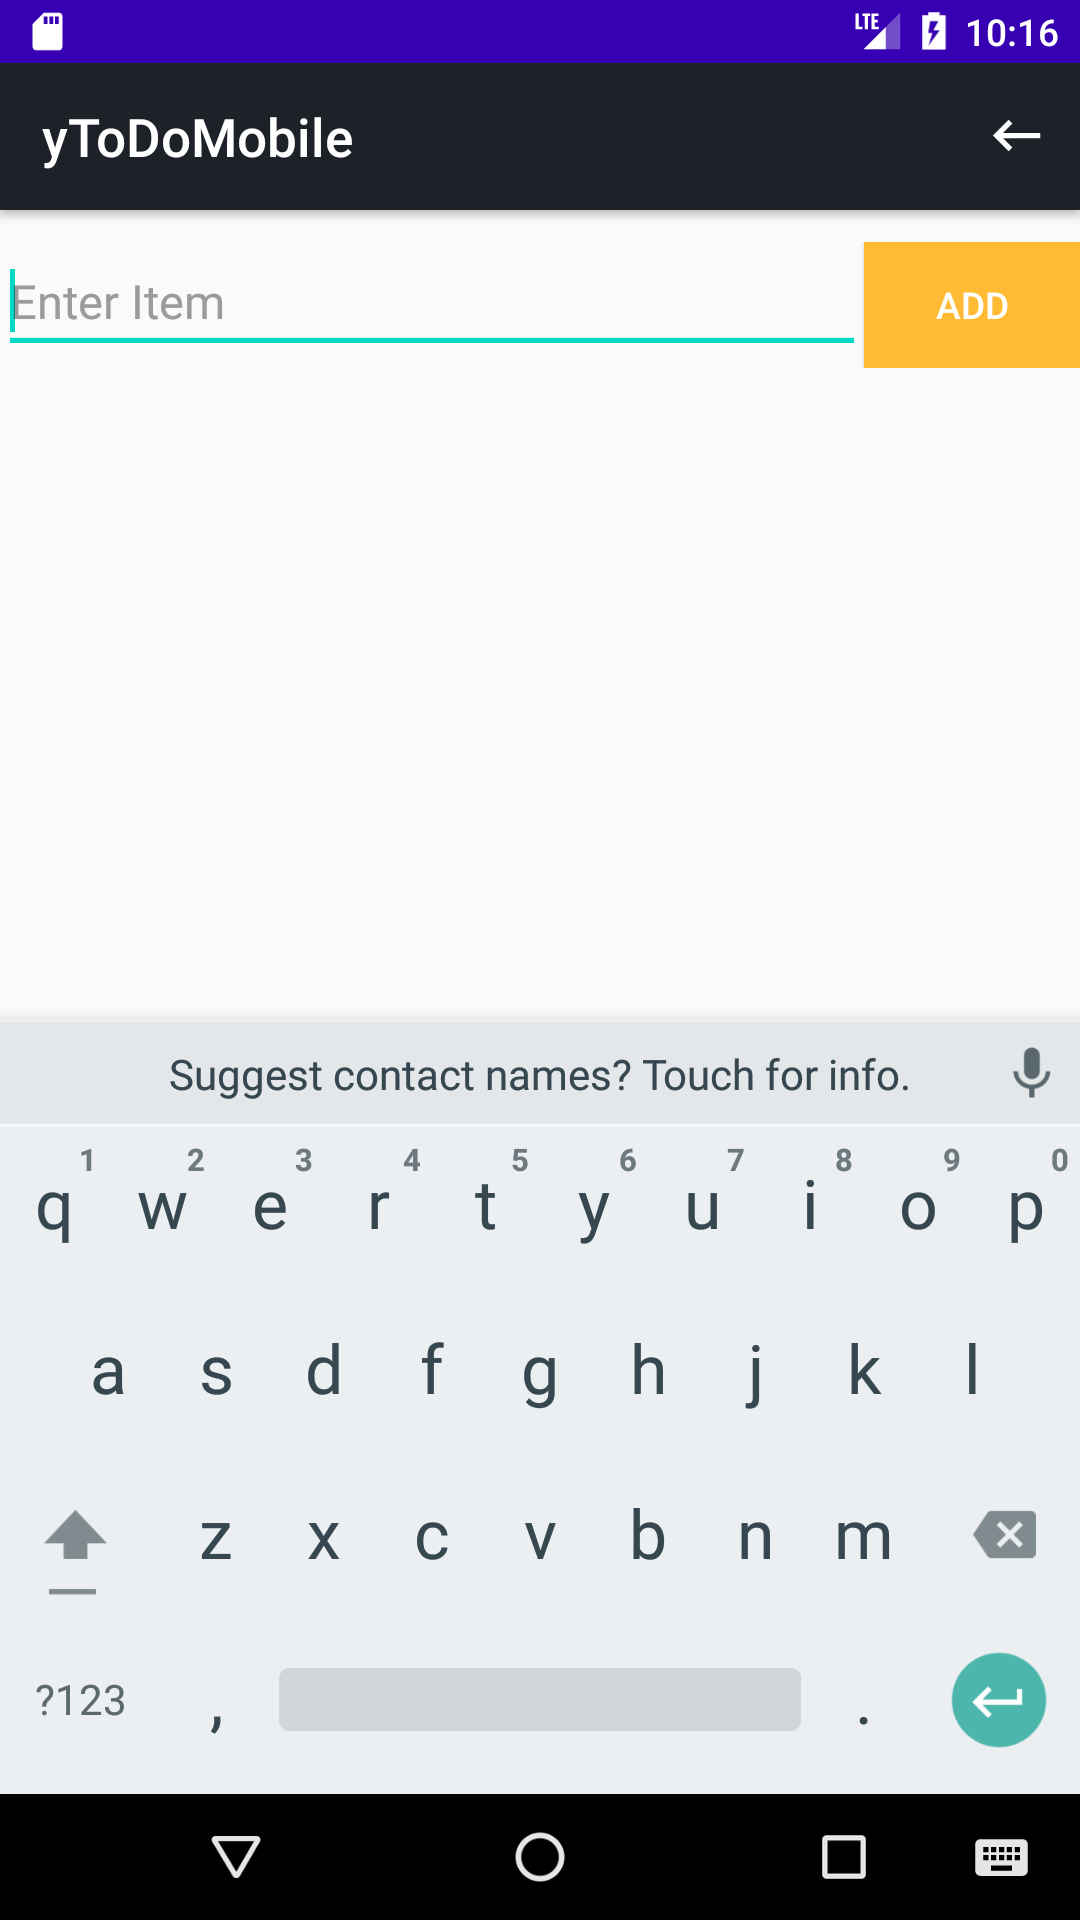 LTE 10:16
yToDoMobile
Enter Item ADD
Suggest contact names? Touch for info.
1 2 3 4 5 6 7 8 9 0
q w e r t y u i o p
a s d f g h j k l
z x c v b n m
?123 , .